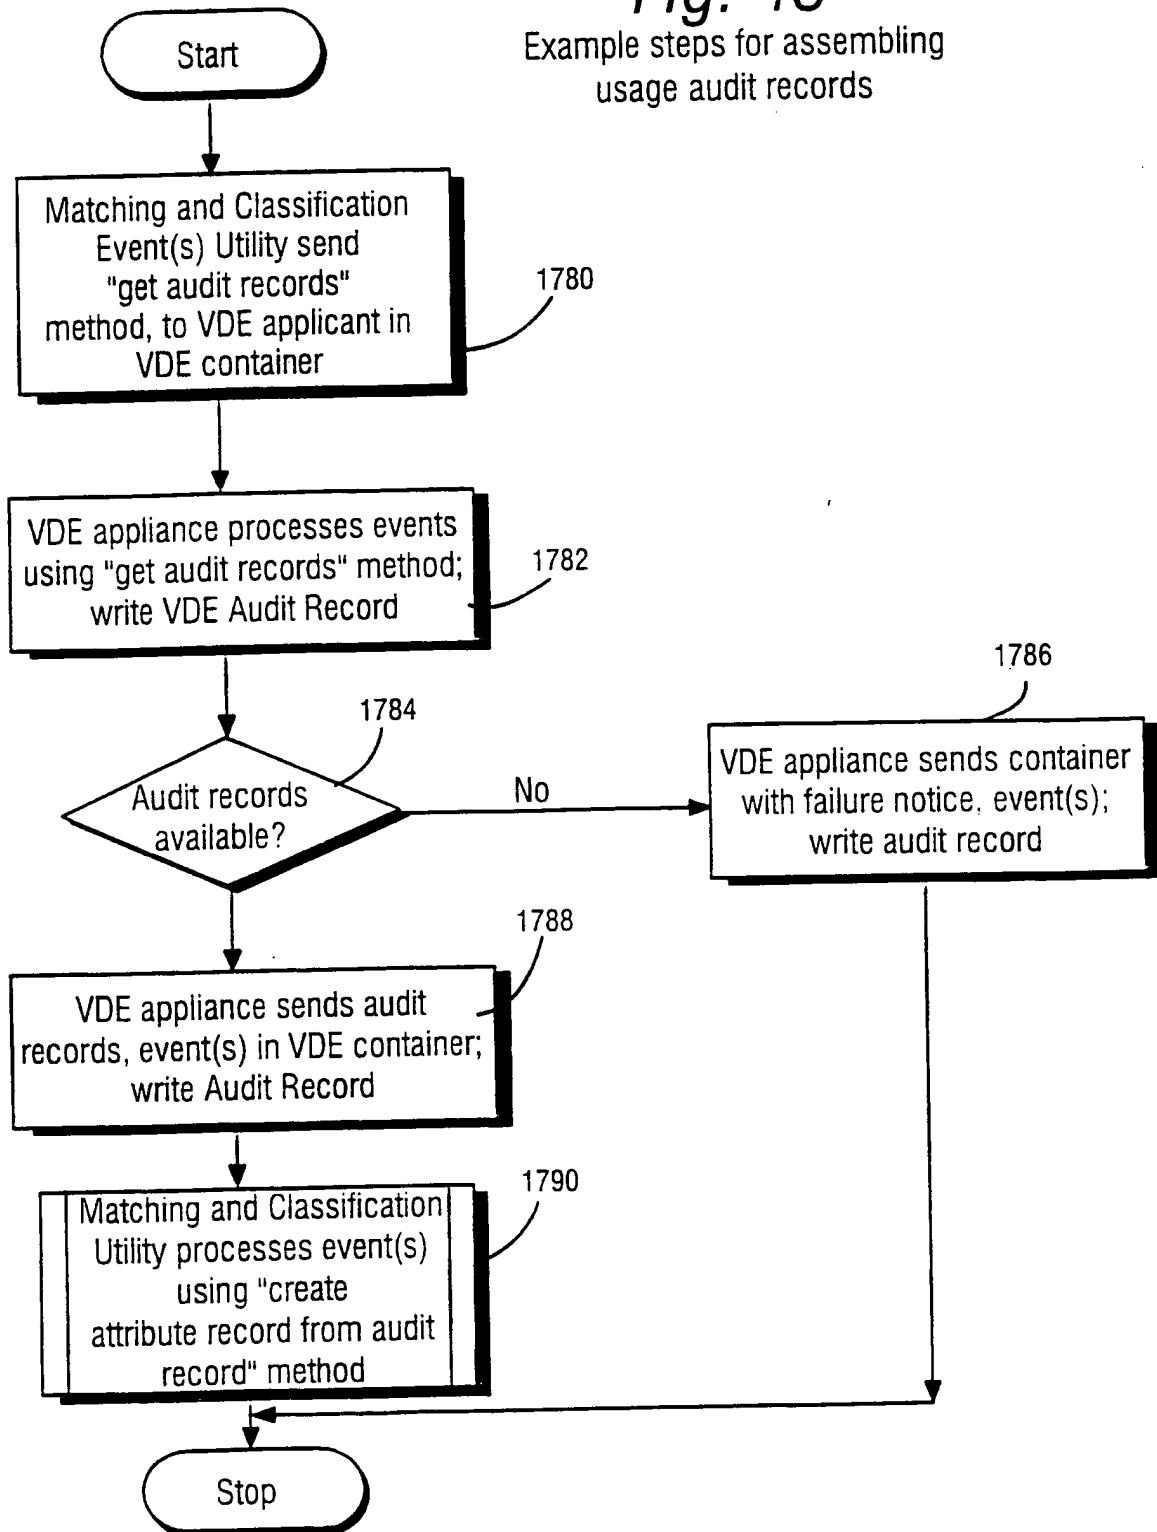 Example steps for assembling
usage audit records
Start
Matching and Classification
Event(s) Utility send
"get audit records"
method, to VDE applicant in
VDE container
1780
VDE appliance processes events
using "get audit records" method;
write VDE Audit Record
1782
1784
Audit records
available?
No
1786
VDE appliance sends container
with failure notice, event(s);
write audit record
1788
VDE appliance sends audit
records, event(s) in VDE container;
write Audit Record
1790
Matching and Classification
Utility processes event(s)
using "create
attribute record from audit
record" method
Stop